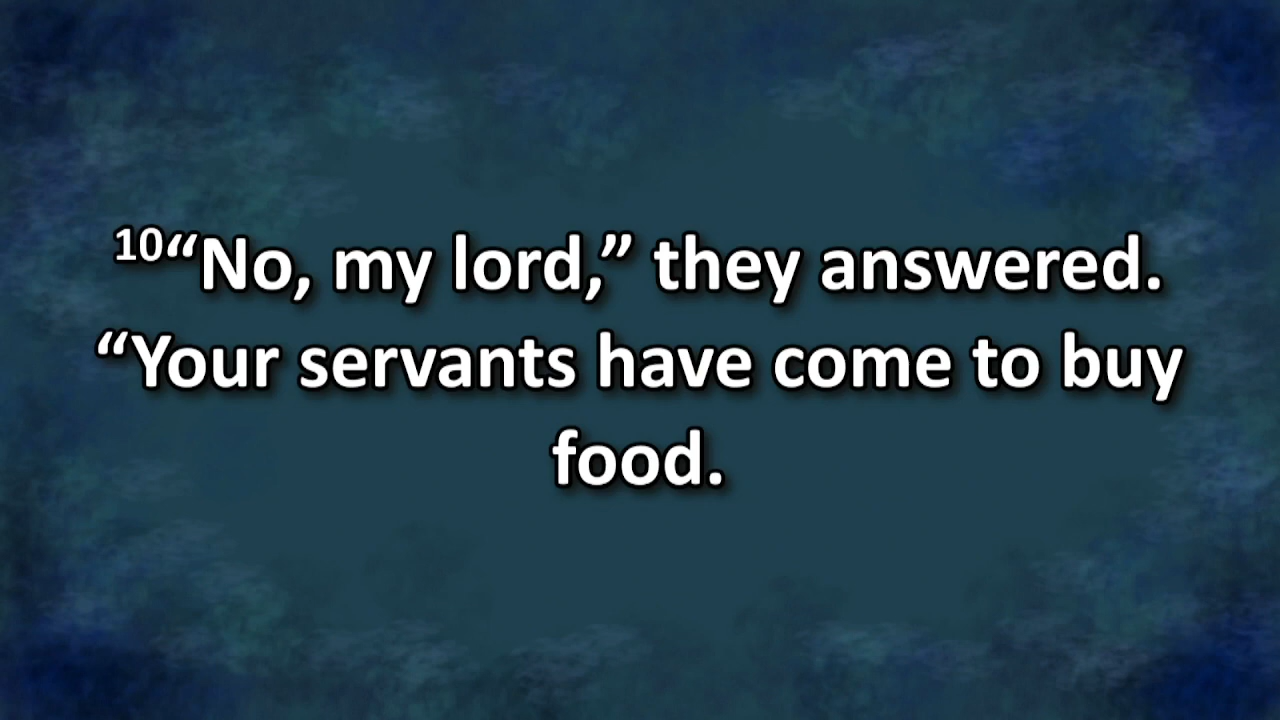 ¹⁰“No, my lord,” they answered.
“Your servants have come to buy
food.